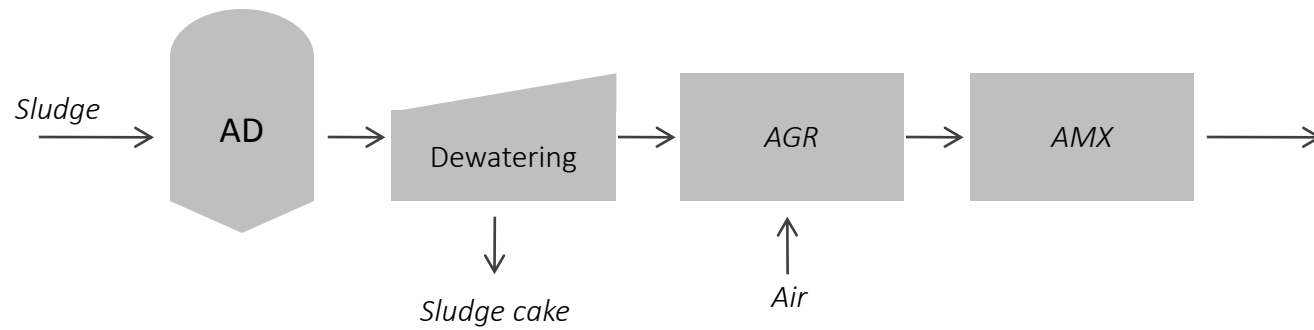 Sludge
AD
Dewatering
AGR
AMX
Sludge cake
Air